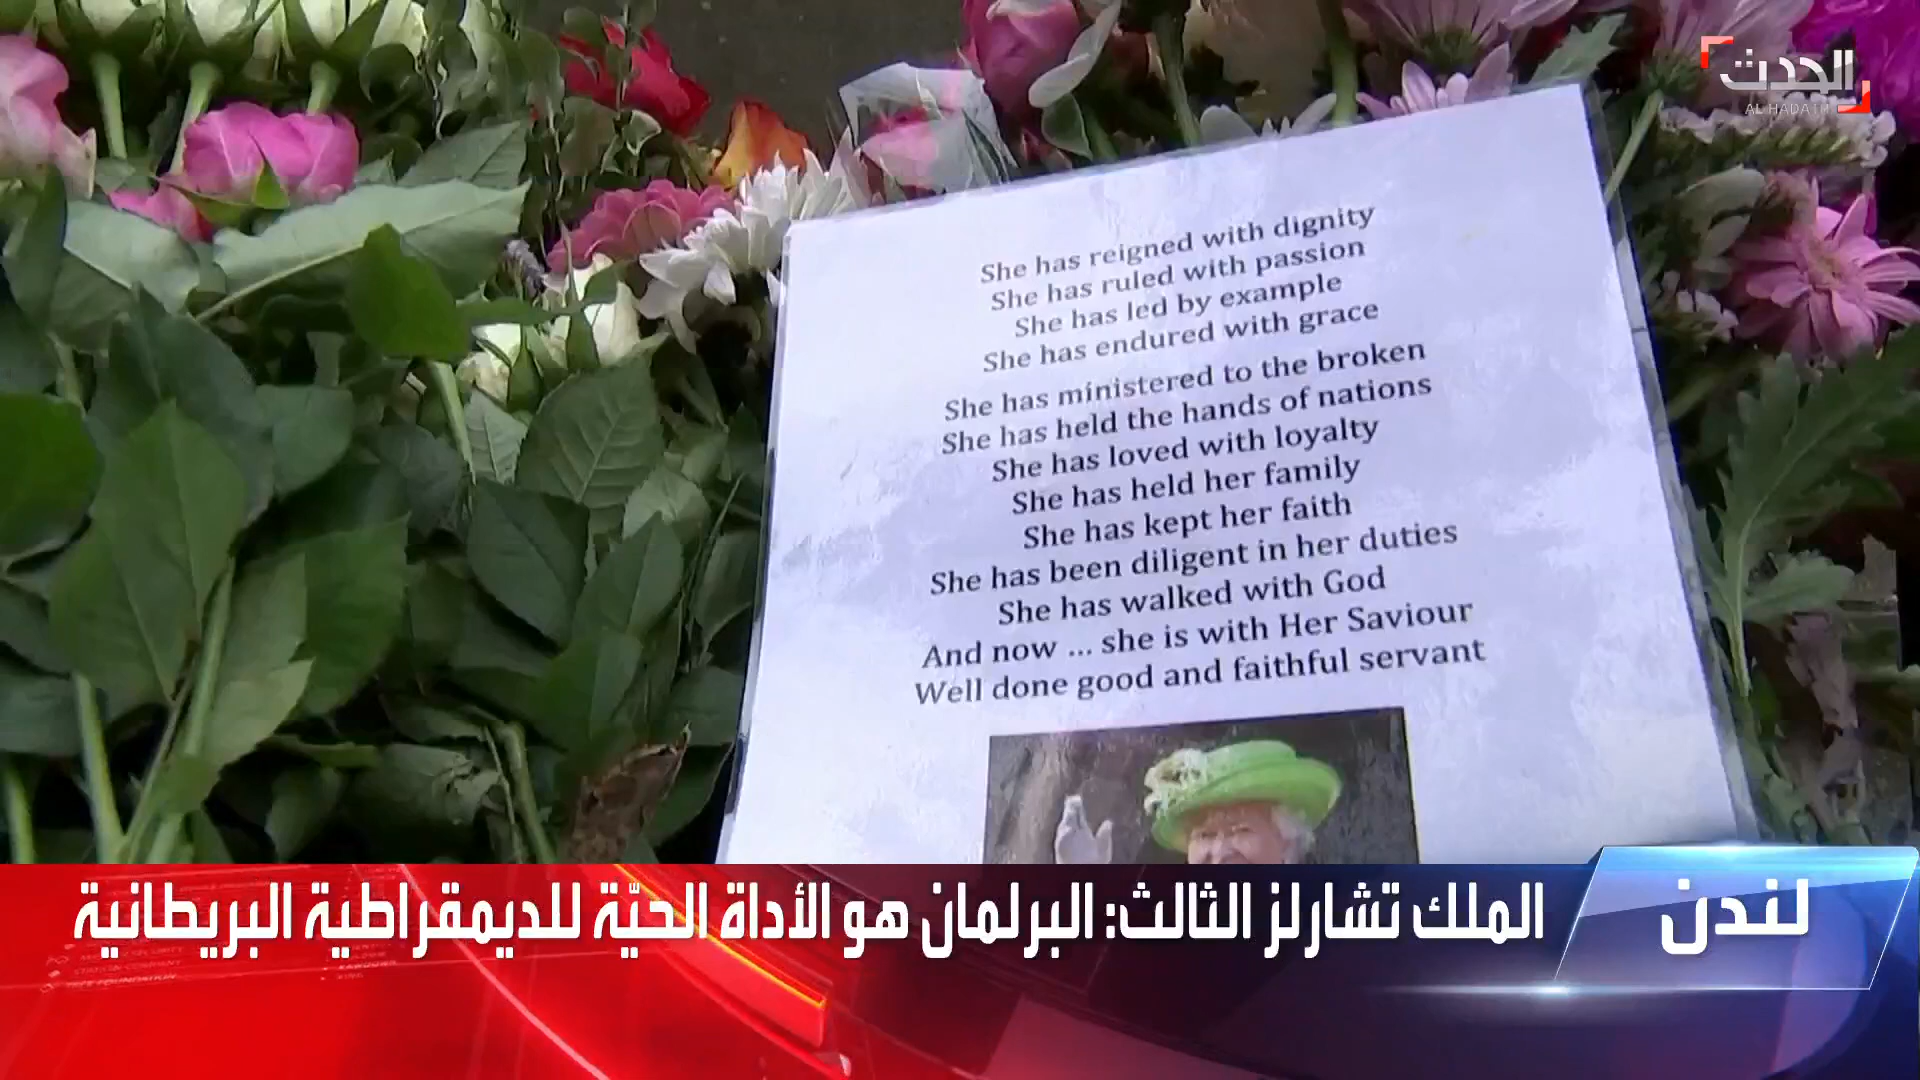 الحدث
AL HADATH
She has reigned with dignity
She has ruled with passion
She has led by example
She has endured with grace
She has ministered to the broken
She has held the hands of nations
She has loved with loyalty
She has held her family
She has kept her faith
She has been diligent in her duties
She has walked with God
And now ... she is with Her Saviour
Well done good and faithful servant
لندن
الملك تشارلز الثالث: البرلمان هو الأداة الحيّة للديمقراطية البريطانية